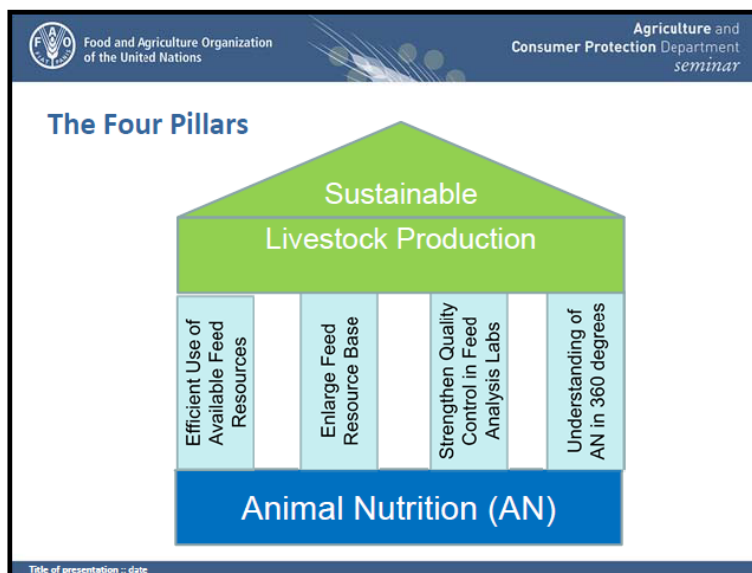 F A O
FIAT PANIS
Food and Agriculture Organization
of the United Nations
Agriculture and
Consumer Protection Department
seminar
The Four Pillars
Sustainable
Livestock Production
Efficient Use of
Available Feed
Resources
Enlarge Feed
Resource Base
Strengthen Quality
Control in Feed
Analysis Labs
Understanding of
AN in 360 degrees
Animal Nutrition (AN)
Title of presentation :: date